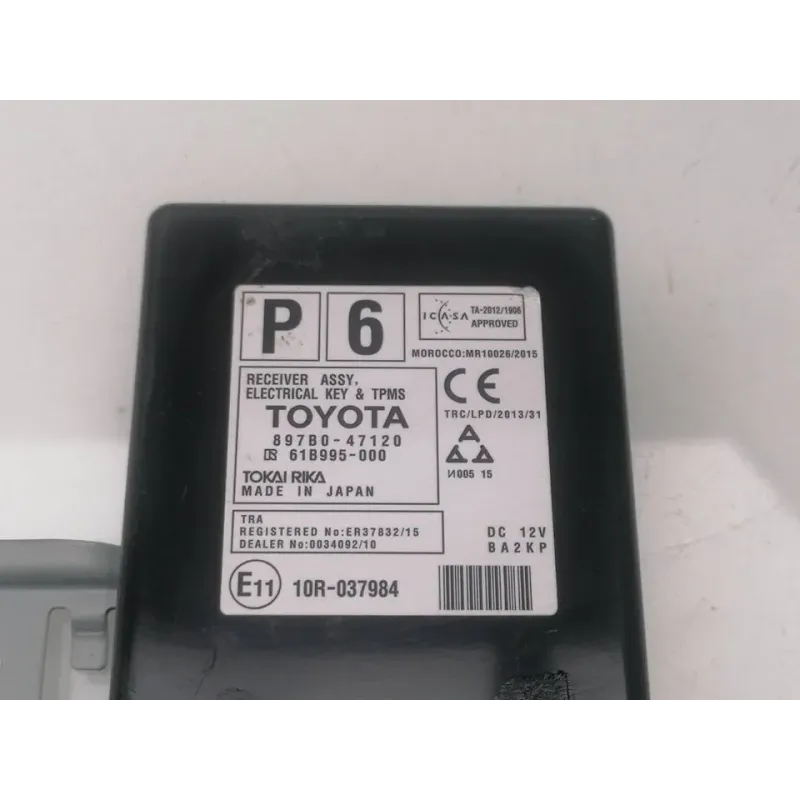 P 6
ICASA TA-2012/1906
APPROVED
MOROCCO:MR10026/2015
RECEIVER ASSY,
ELECTRICAL KEY & TPMS
TOYOTA
897B0-47120
61B995-000
TOKAI RIKA
MADE IN JAPAN
CE
TRC/LPD/2013/31
И005 15
TRA
REGISTERED No:ER37832/15
DEALER No:0034092/10
DC 12V
BA2KP
E11 10R-037984